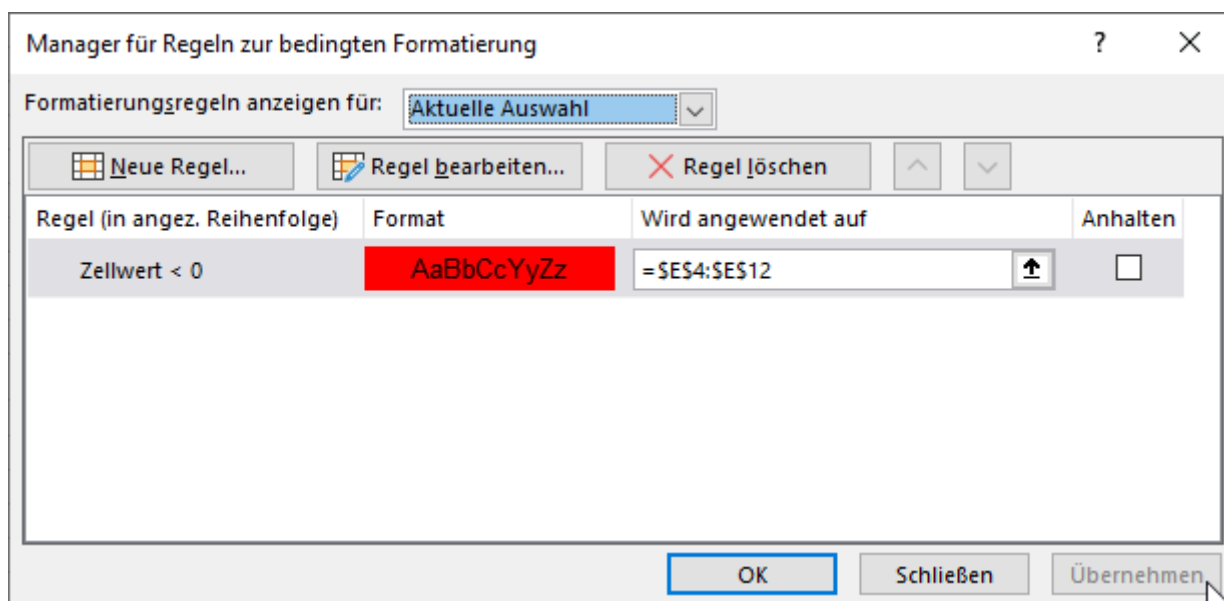 Manager für Regeln zur bedingten Formatierung ?
Formatierungsregeln anzeigen für: Aktuelle Auswahl
Neue Regel... Regel bearbeiten... Regel löschen
Regel (in angez. Reihenfolge) Format Wird angewendet auf Anhalten
Zellwert < 0 AaBbCcYyZz =$E$4:$E$12
OK Schließen Übernehmen